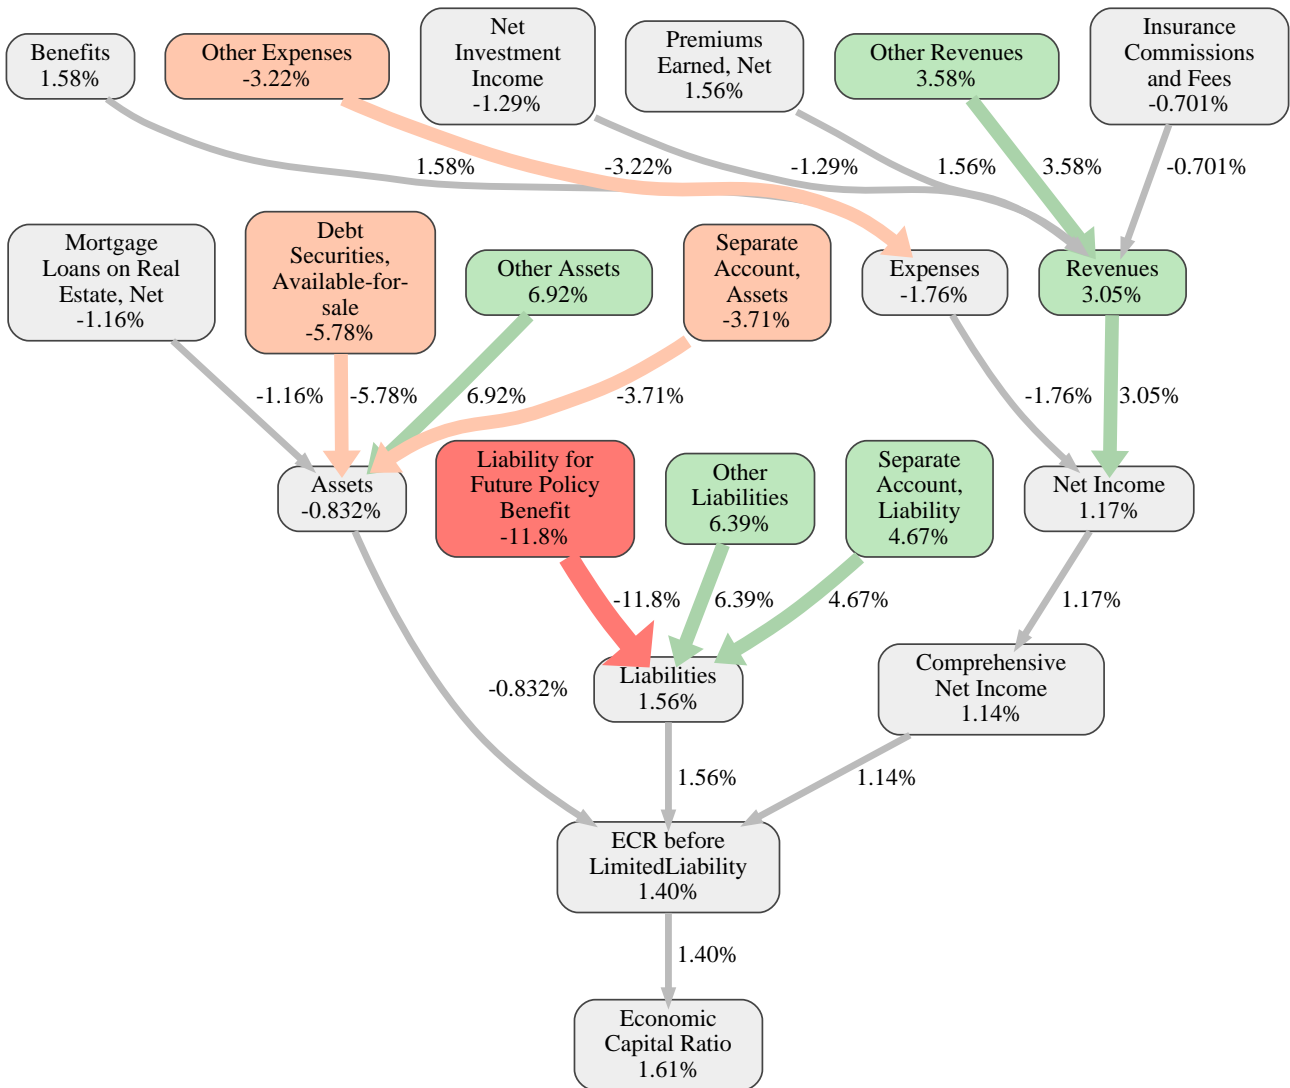 Benefits
1.58%
Other Expenses
-3.22%
Net
Investment
Income
-1.29%
Premiums
Earned, Net
1.56%
Other Revenues
3.58%
Insurance
Commissions
and Fees
-0.701%
1.58%
-3.22%
-1.29%
1.56%
3.58%
-0.701%
Mortgage
Loans on Real
Estate, Net
-1.16%
Debt
Securities,
Available-for-
sale
-5.78%
Other Assets
6.92%
Separate
Account,
Assets
-3.71%
Expenses
-1.76%
Revenues
3.05%
-1.16%
-5.78%
6.92%
-3.71%
-1.76%
3.05%
Assets
-0.832%
Liability for
Future Policy
Benefit
-11.8%
Other
Liabilities
6.39%
Separate
Account,
Liability
4.67%
Net Income
1.17%
-11.8%
6.39%
4.67%
1.17%
-0.832%
Liabilities
1.56%
Comprehensive
Net Income
1.14%
1.56%
1.14%
ECR before
LimitedLiability
1.40%
1.40%
Economic
Capital Ratio
1.61%